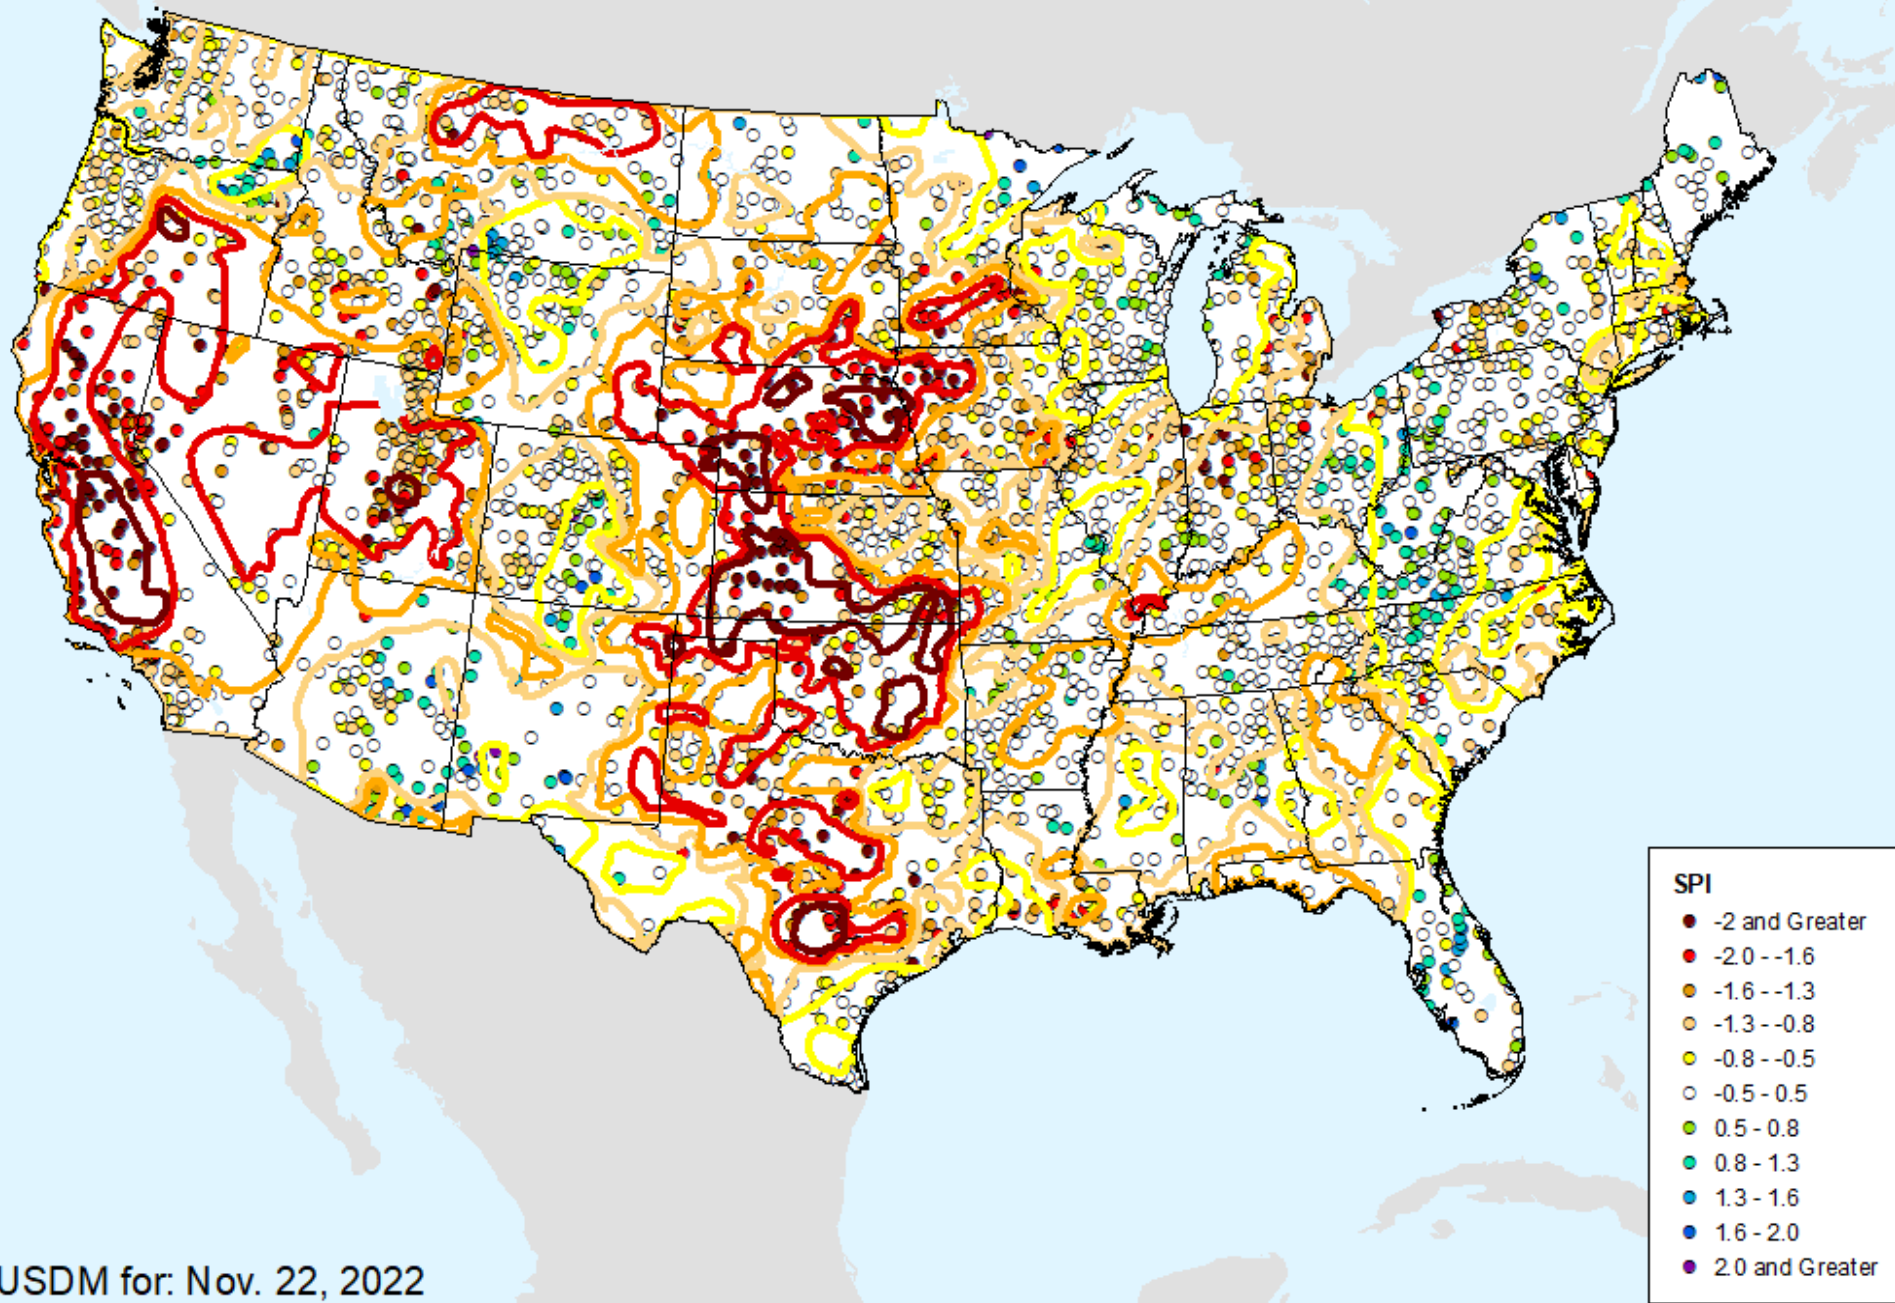 SPI
-2 and Greater
-2.0 - -1.6
-1.6 - -1.3
-1.3 - -0.8
-0.8 - -0.5
-0.5 - 0.5
0.5 - 0.8
0.8 - 1.3
1.3 - 1.6
1.6 - 2.0
2.0 and Greater
USDM for: Nov. 22, 2022